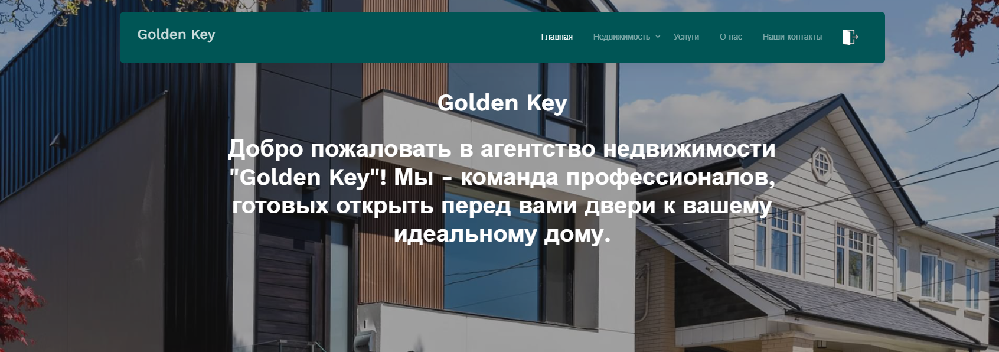 Golden Key
Главная Недвижимость Услуги О нас Наши контакты
Golden Key
Добро пожаловать в агентство недвижимости
"Golden Key"! Мы - команда профессионалов,
готовых открыть перед вами двери к вашему
идеальному дому.